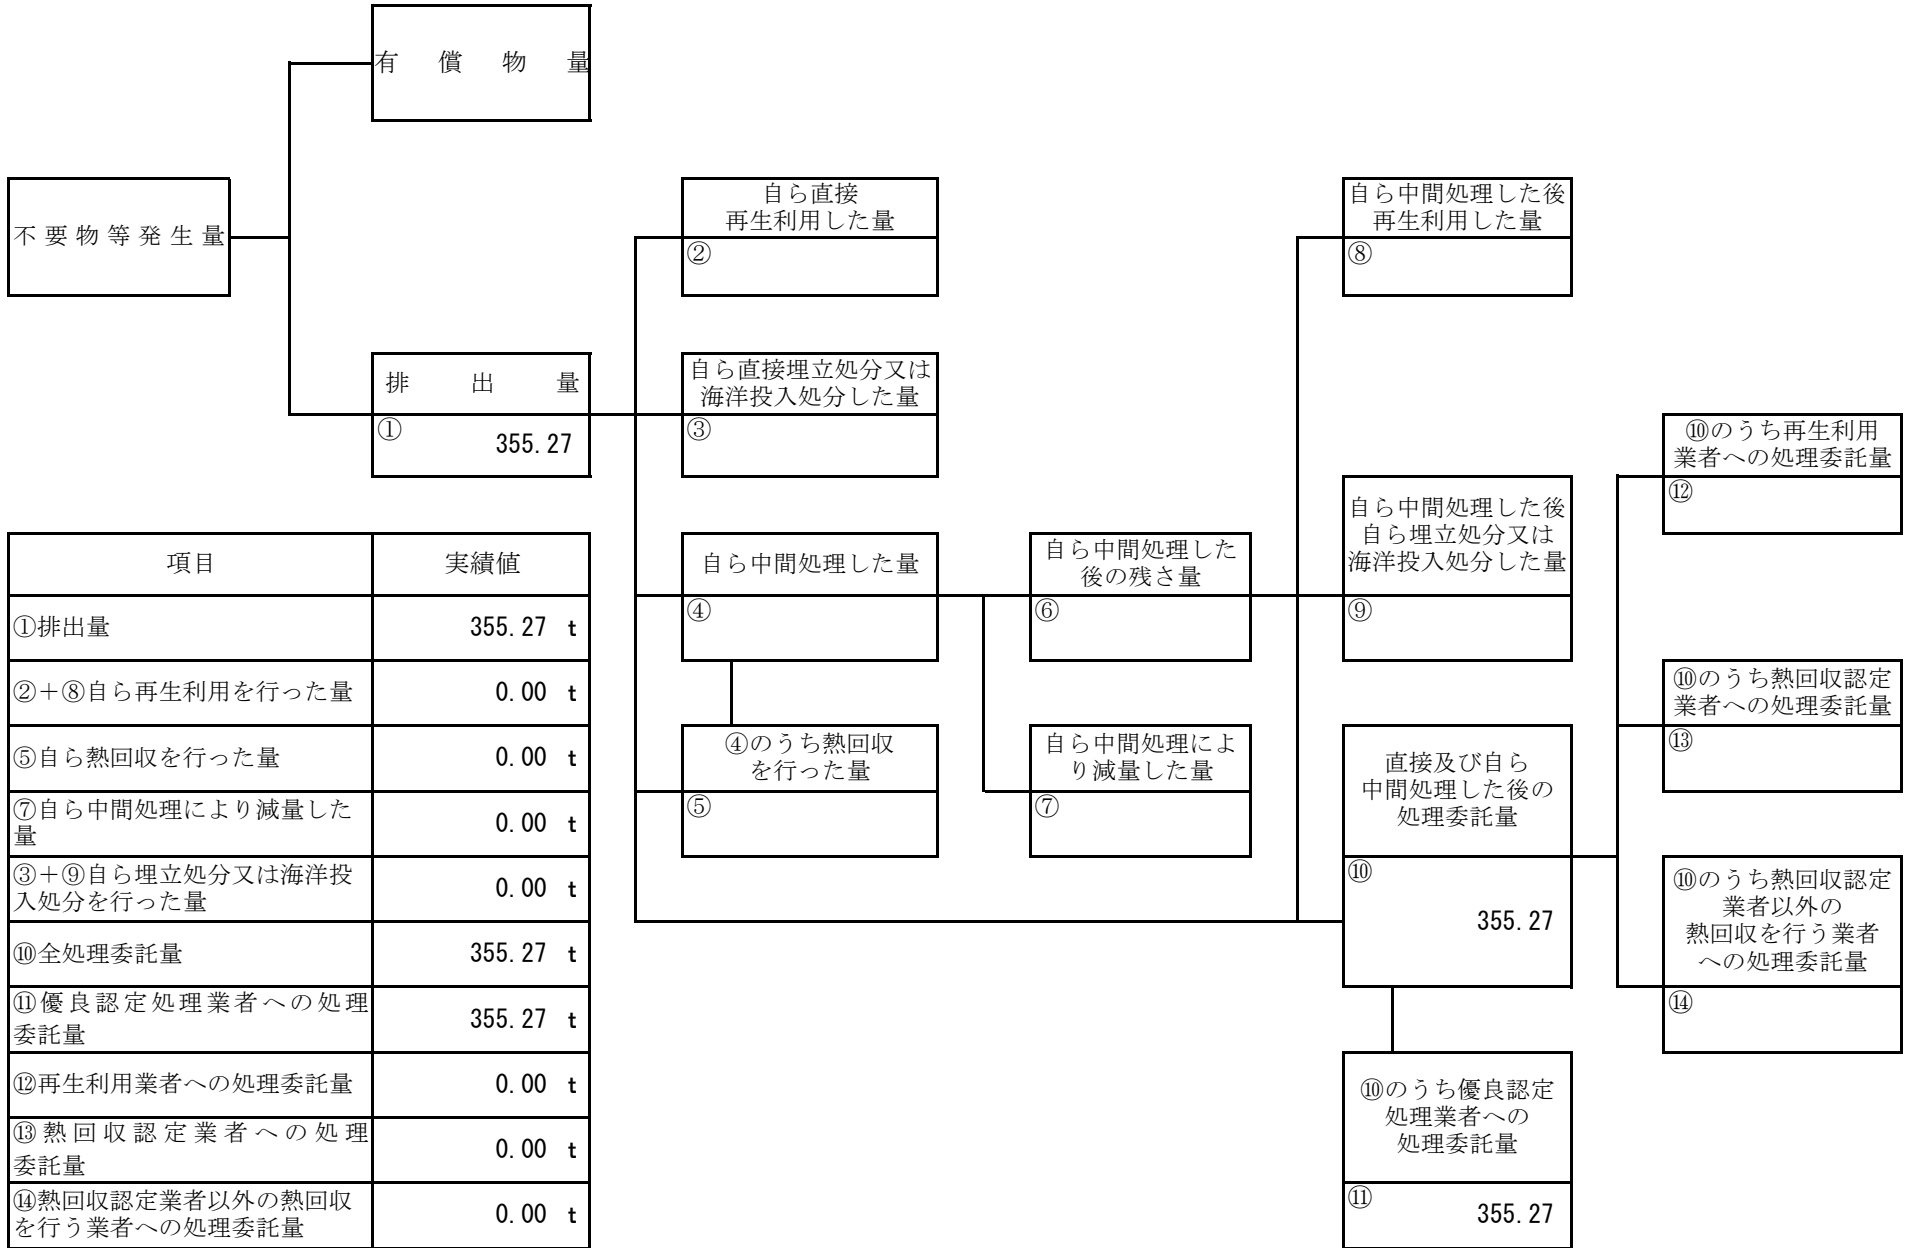 有償物量
不要物等発生量
自ら直接
再生利用した量
②
自ら中間処理した後
再生利用した量
⑧
排出量
①
355.27
自ら直接埋立処分又は
海洋投入処分した量
③
⑩のうち再生利用
業者への処理委託量
⑫
自ら中間処理した量
④
自ら中間処理した
後の残さ量
⑥
自ら中間処理した後
自ら埋立処分又は
海洋投入処分した量
⑨
⑩のうち熱回収認定
業者への処理委託量
⑬
④のうち熱回収
を行った量
⑤
自ら中間処理によ
り減量した量
⑦
直接及び自ら
中間処理した後の
処理委託量
⑩
355.27
⑩のうち熱回収認定
業者以外の
熱回収を行う業者
への処理委託量
⑭
⑩のうち優良認定
処理業者への
処理委託量
⑪
355.27
項目 実績値
①排出量 355.27 t
②+⑧自ら再生利用を行った量 0.00 t
⑤自ら熱回収を行った量 0.00 t
⑦自ら中間処理により減量した
量 0.00 t
③+⑨自ら埋立処分又は海洋投
入処分を行った量 0.00 t
⑩全処理委託量 355.27 t
⑪優良認定処理業者への処理
委託量 355.27 t
⑫再生利用業者への処理委託量 0.00 t
⑬熱回収認定業者への処理
委託量 0.00 t
⑭熱回収認定業者以外の熱回収
を行う業者への処理委託量 0.00 t